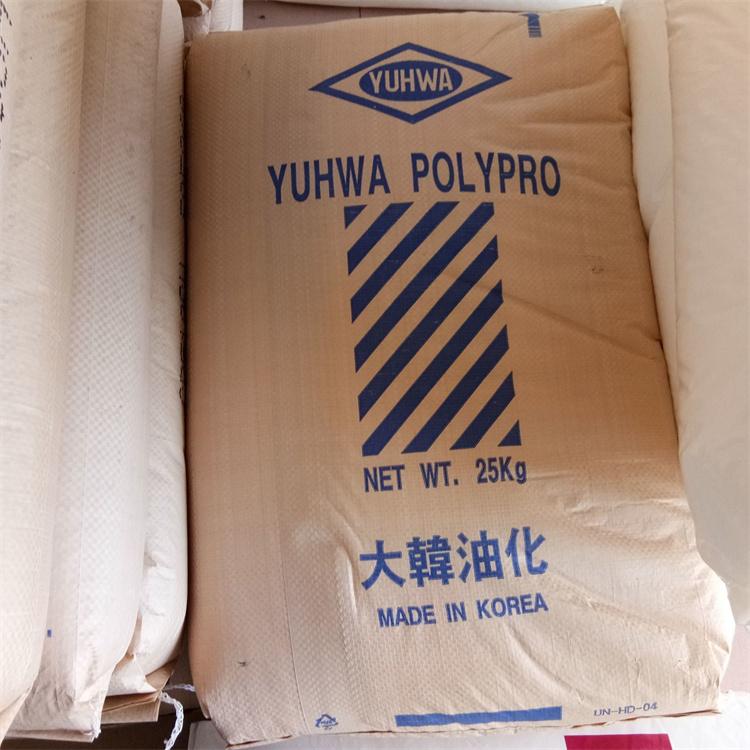 YUHWA
YUHWA POLYPRO
NET WT. 25Kg
大韓油化
MADE IN KOREA
UN-HD-04